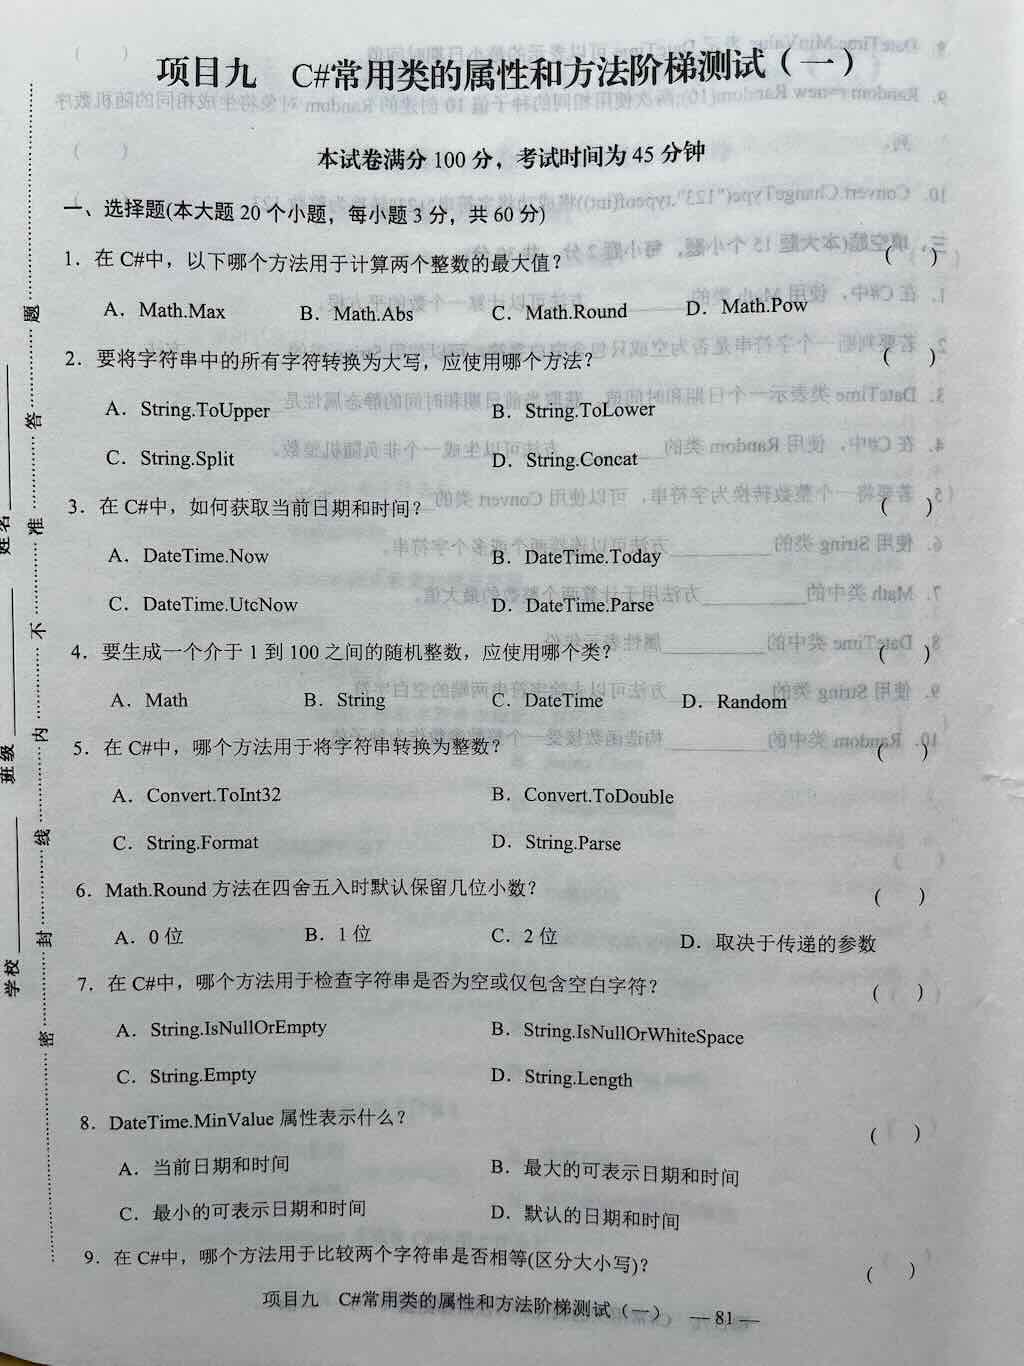 项目九 C#常用类的属性和方法阶梯测试(一)
本试卷满分 100 分，考试时间为 45 分钟
一、选择题(本大题 20 个小题，每小题 3 分，共 60 分)
1．在 C#中，以下哪个方法用于计算两个整数的最大值? ( )
A．Math.Max B．Math.Abs C．Math.Round D．Math.Pow
2．要将字符串中的所有字符转换为大写，应使用哪个方法? ( )
A．String.ToUpper B．String.ToLower
C．String.Split D．String.Concat
3．在 C#中，如何获取当前日期和时间? ( )
A．DateTime.Now B．DateTime.Today
C．DateTime.UtcNow D．DateTime.Parse
4．要生成一个介于 1 到 100 之间的随机整数，应使用哪个类? ( )
A．Math B．String C．DateTime D．Random
5．在 C#中，哪个方法用于将字符串转换为整数? ( )
A．Convert.ToInt32 B．Convert.ToDouble
C．String.Format D．String.Parse
6．Math.Round 方法在四舍五入时默认保留几位小数? ( )
A．0 位 B．1 位 C．2 位 D．取决于传递的参数
7．在 C#中，哪个方法用于检查字符串是否为空或仅包含空白字符? ( )
A．String.IsNullOrEmpty B．String.IsNullOrWhiteSpace
C．String.Empty D．String.Length
8．DateTime.MinValue 属性表示什么? ( )
A．当前日期和时间 B．最大的可表示日期和时间
C．最小的可表示日期和时间 D．默认的日期和时间
9．在 C#中，哪个方法用于比较两个字符串是否相等(区分大小写)? ( )
项目九 C#常用类的属性和方法阶梯测试(一) —81—
学校 班级 姓名
密 封 线 内 不 准 答 题